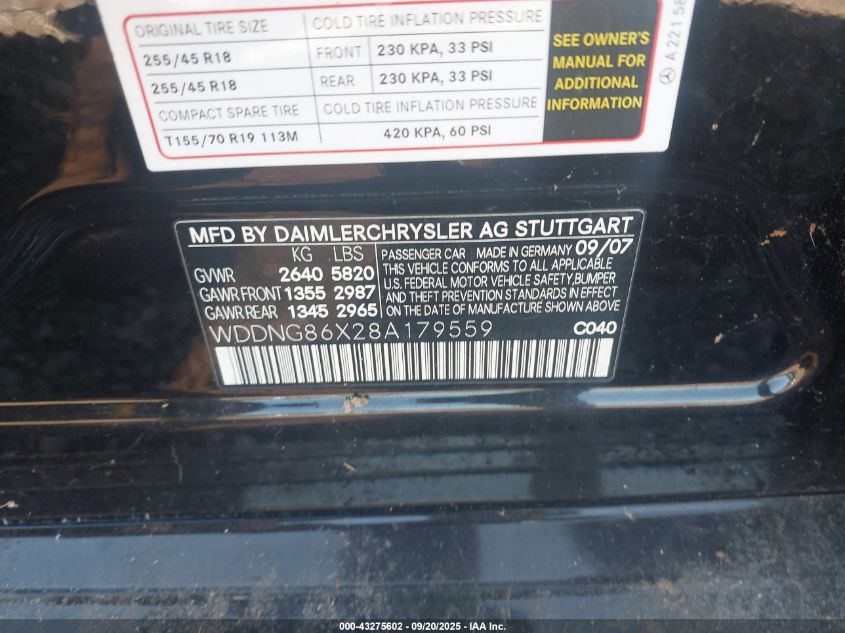 ORIGINAL TIRE SIZE COLD TIRE INFLATION PRESSURE
255/45 R18 FRONT 230 KPA, 33 PSI
255/45 R18 REAR 230 KPA, 33 PSI
COMPACT SPARE TIRE COLD TIRE INFLATION PRESSURE
T155/70 R19 113M 420 KPA, 60 PSI
SEE OWNER'S
MANUAL FOR
ADDITIONAL
INFORMATION
A 221 58
MFD BY DAIMLERCHRYSLER AG STUTTGART
KG LBS
GVWR 2640 5820
GAWR FRONT 1355 2987
GAWR REAR 1345 2965
PASSENGER CAR MADE IN GERMANY 09/07
THIS VEHICLE CONFORMS TO ALL APPLICABLE
U.S. FEDERAL MOTOR VEHICLE SAFETY, BUMPER
AND THEFT PREVENTION STANDARDS IN EFFECT
ON THE DATE OF MANUFACTURE SHOWN ABOVE.
WDDNG86X28A179559 C040
000-43275602 - 09/20/2025 - IAA Inc.